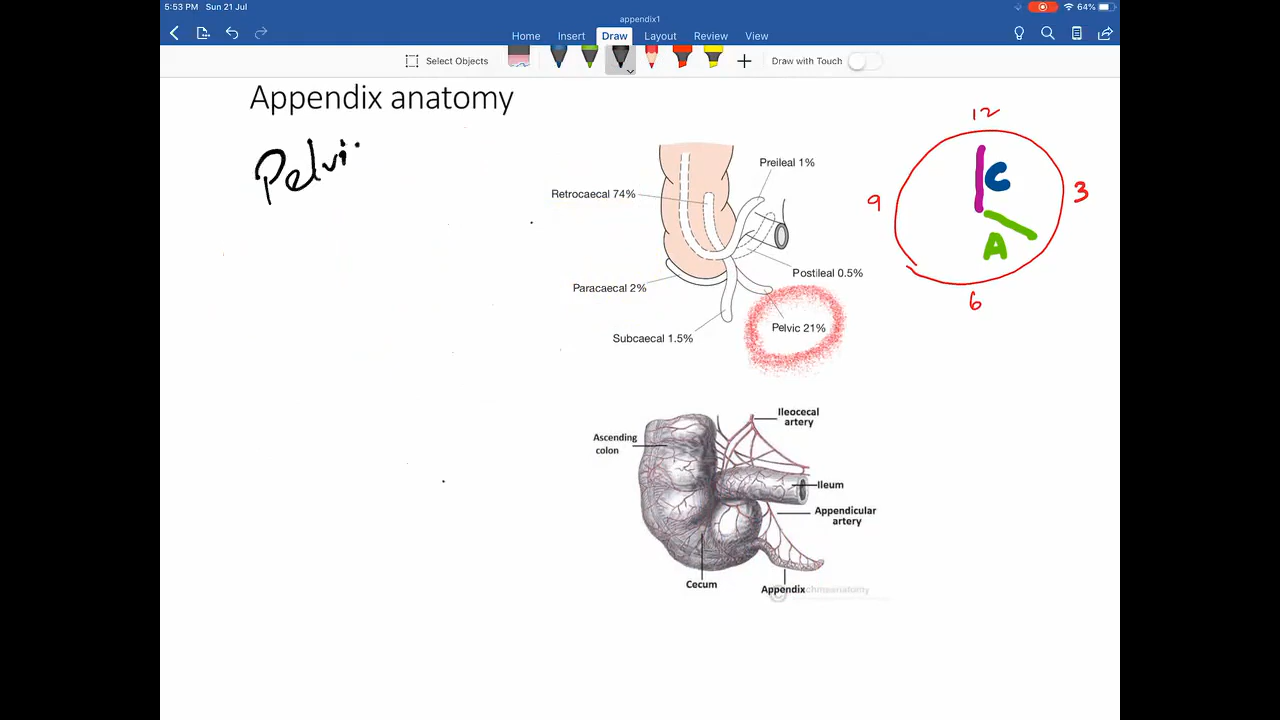 5:53 PM Sun 21 Jul
64%
appendix1
Home Insert Draw Layout Review View
Select Objects
Draw with Touch
Appendix anatomy
Pelvi
Preileal 1%
Retrocaecal 74%
Postileal 0.5%
Paracaecal 2%
Pelvic 21%
Subcaecal 1.5%
12
9
3
6
C
A
Ileocecal
artery
Ascending
colon
Ileum
Appendicular
artery
Cecum
Appendix